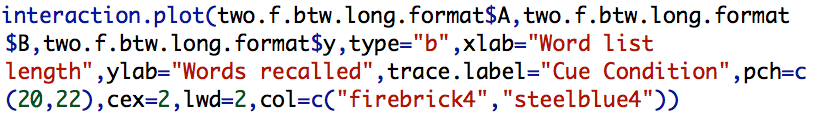 interaction.plot(two.f.btw.long.format$A,two.f.btw.long.format
$B,two.f.btw.long.format$y,type="b",xlab="Word list
length",ylab="Words recalled",trace.label="Cue Condition",pch=c
(20,22),cex=2,lwd=2,col=c("firebrick4","steelblue4"))